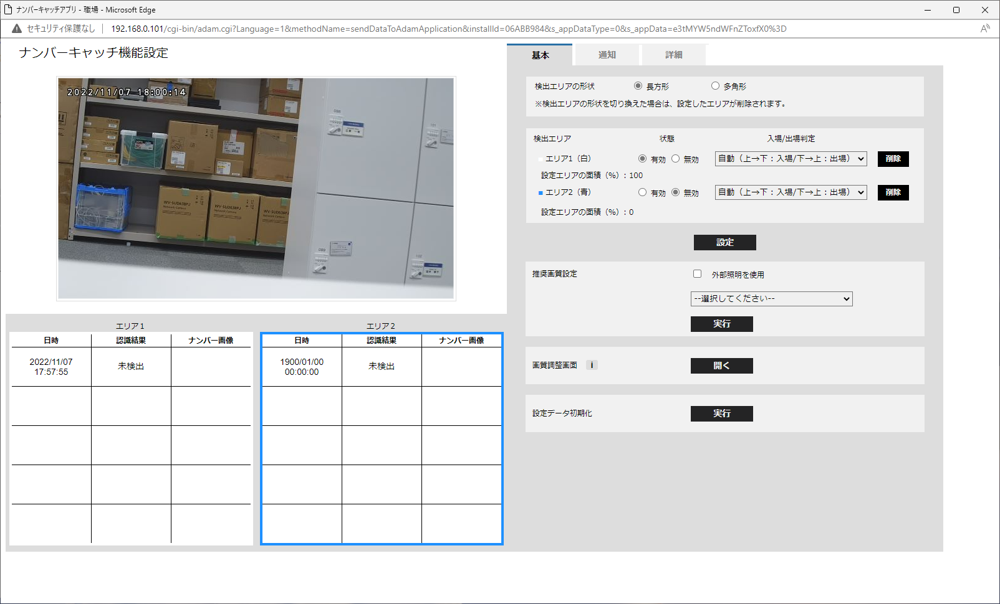 ナンバーキャッチアプリ - 職場 - Microsoft Edge
セキュリティ保護なし
192.168.0.101/cgi-bin/adam.cgi?Language=1&methodName=sendDataToAdamApplication&installId=06ABB984&s_appDataType=0&s_appData=e3tMYW5ndWFnZToxfX0%3D
ナンバーキャッチ機能設定
2022/11/07 18:00:14
WV-SUD638PJ
Network Camera
WV-SUD638PJ
Network Camera
WV-SUD638PJ
基本 通知 詳細
検出エリアの形状 長方形 多角形
※検出エリアの形状を切り換えた場合は、設定したエリアが削除されます。
検出エリア 状態 入場/出場判定
エリア1（白） 有効 無効 自動（上→下：入場/下→上：出場） 削除
設定エリアの面積（%）: 100
エリア2（青） 有効 無効 自動（上→下：入場/下→上：出場） 削除
設定エリアの面積（%）: 0
設定
推奨画質設定 外部照明を使用
--選択してください--
実行
画質調整画面 i 開く
設定データ初期化 実行
エリア1
日時 認識結果 ナンバー画像
2022/11/07
17:57:55
未検出
エリア2
日時 認識結果 ナンバー画像
1900/01/00
00:00:00
未検出